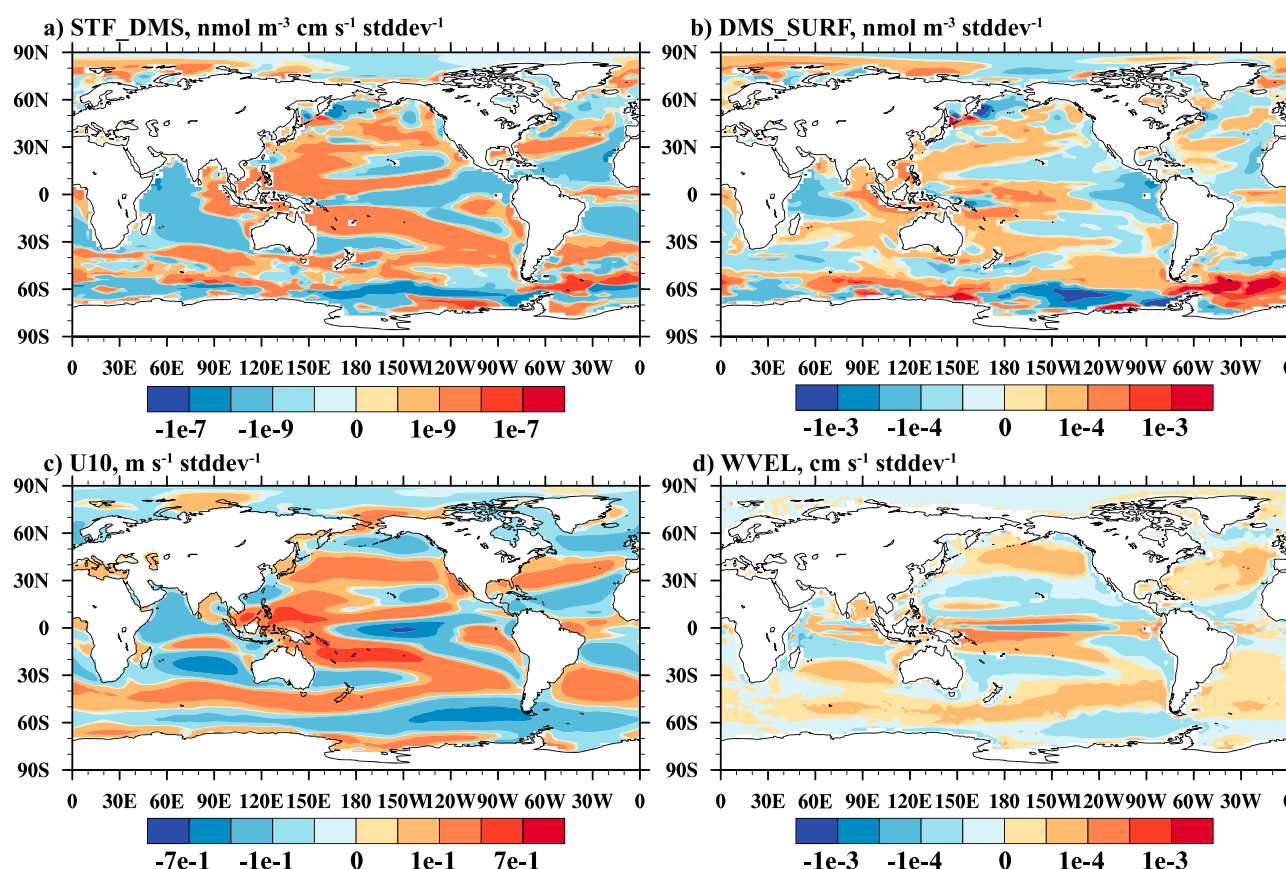 a) STF_DMS, nmol m⁻³ cm s⁻¹ stddev⁻¹
90N
60N
30N
0
30S
60S
90S
0 30E 60E 90E 120E 150E 180 150W 120W 90W 60W 30W 0
-1e-7 -1e-9 0 1e-9 1e-7
b) DMS_SURF, nmol m⁻³ stddev⁻¹
90N
60N
30N
0
30S
60S
90S
0 30E 60E 90E 120E 150E 180 150W 120W 90W 60W 30W 0
-1e-3 -1e-4 0 1e-4 1e-3
c) U10, m s⁻¹ stddev⁻¹
90N
60N
30N
0
30S
60S
90S
0 30E 60E 90E 120E 150E 180 150W 120W 90W 60W 30W 0
-7e-1 -1e-1 0 1e-1 7e-1
d) WVEL, cm s⁻¹ stddev⁻¹
90N
60N
30N
0
30S
60S
90S
0 30E 60E 90E 120E 150E 180 150W 120W 90W 60W 30W 0
-1e-3 -1e-4 0 1e-4 1e-3